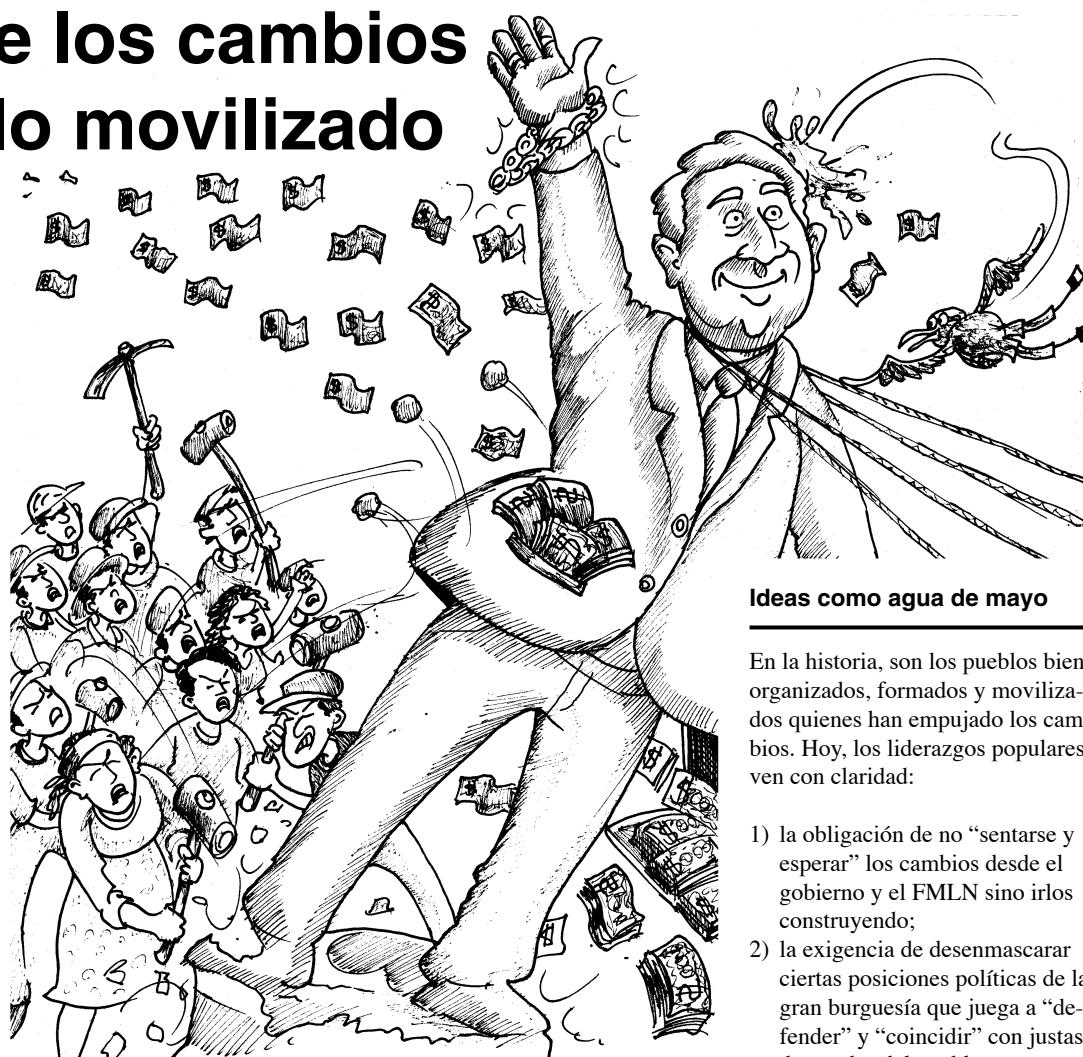 e los cambios
lo movilizado
Ideas como agua de mayo
En la historia, son los pueblos bien
organizados, formados y moviliza-
dos quienes han empujado los cam
bios. Hoy, los liderazgos populares
ven con claridad:
1) la obligación de no “sentarse y
esperar” los cambios desde el
gobierno y el FMLN sino irlos
construyendo;
2) la exigencia de desenmascarar
ciertas posiciones políticas de la
gran burguesía que juega a “de-
fender” y “coincidir” con justas